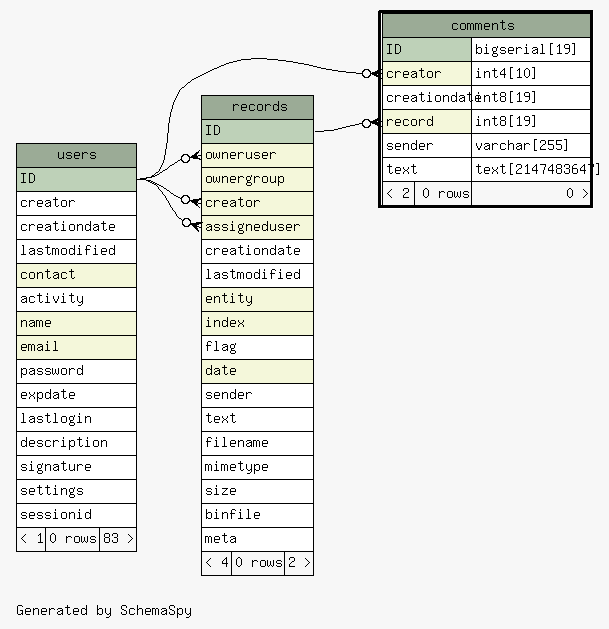 comments
ID bigserial[19]
creator int4[10]
creationdate int8[19]
record int8[19]
sender varchar[255]
text text[2147483647]
< 2 0 rows 0 >
records
ID
owneruser
ownergroup
creator
assigneduser
creationdate
lastmodified
entity
index
flag
date
sender
text
filename
mimetype
size
binfile
meta
< 4 0 rows 2 >
users
ID
creator
creationdate
lastmodified
contact
activity
name
email
password
expdate
lastlogin
description
signature
settings
sessionid
< 1 0 rows 83 >
Generated by SchemaSpy